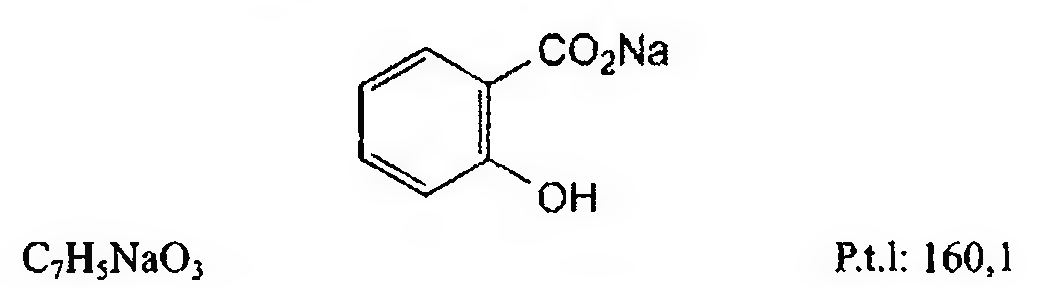 CO₂Na
OH
C₇H₅NaO₃
P.t.l: 160,1